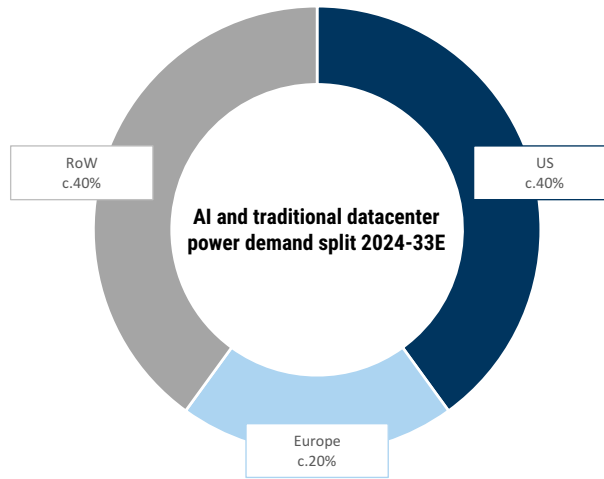 RoW
c.40%
US
c.40%
AI and traditional datacenter
power demand split 2024-33E
Europe
c.20%